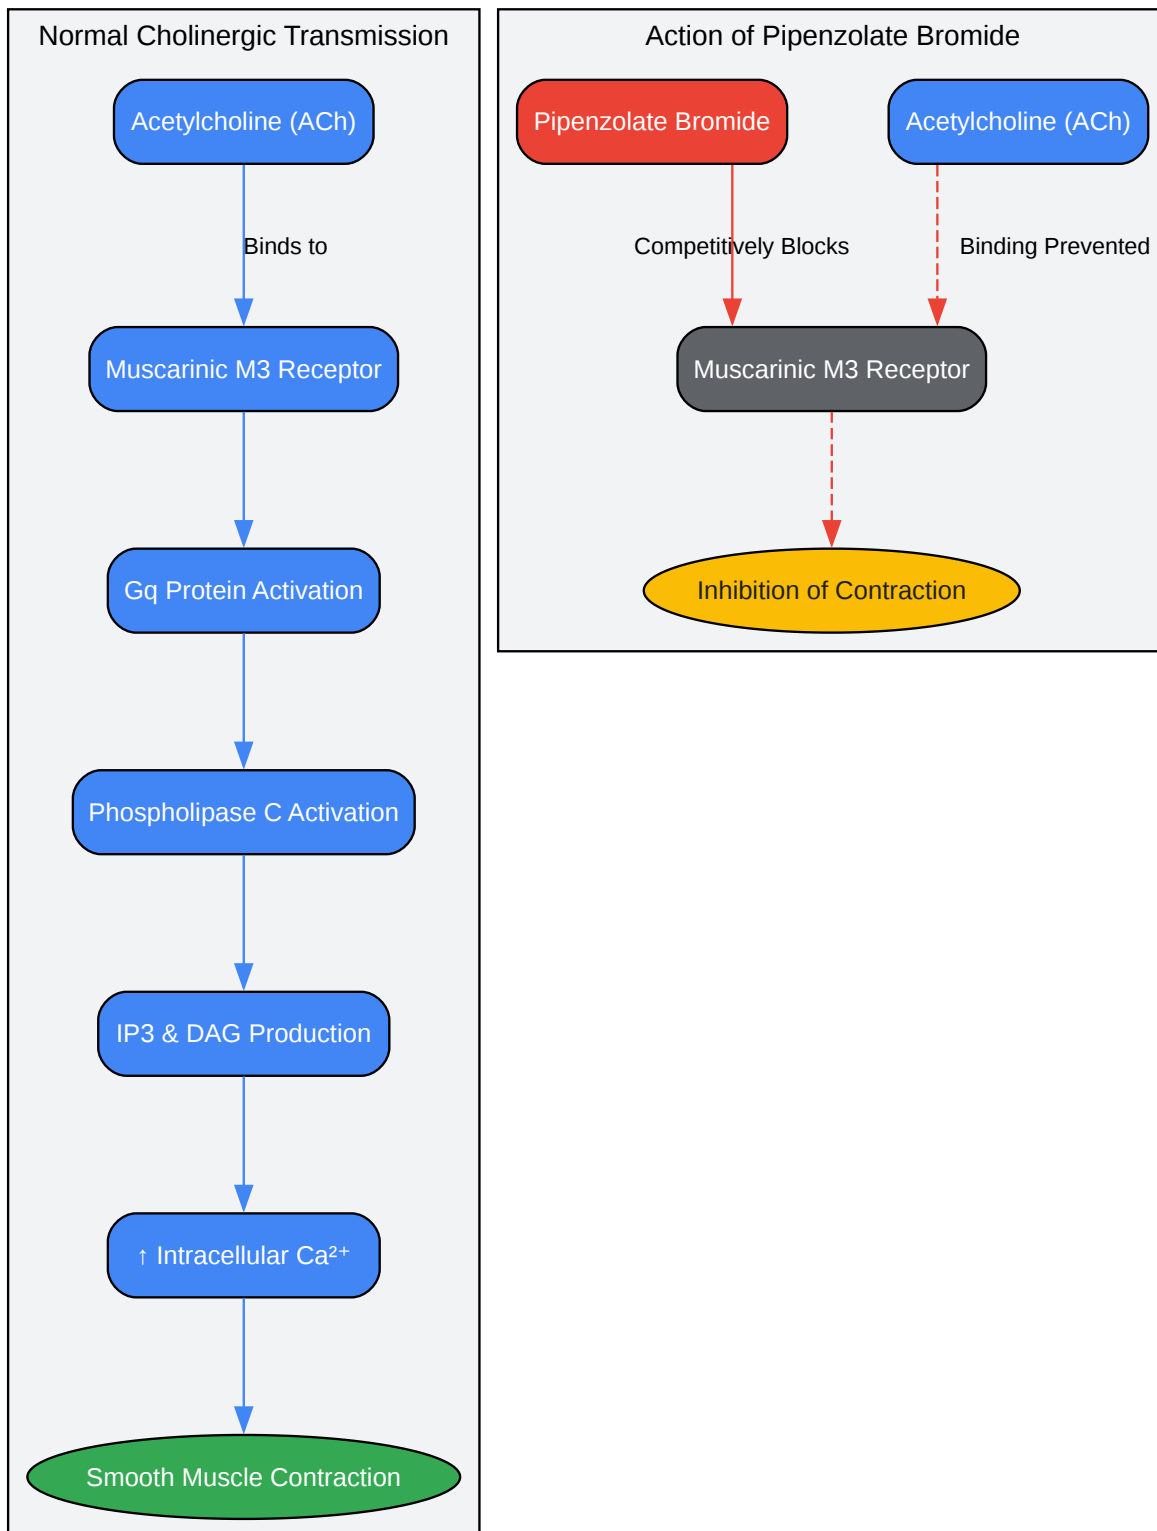 Normal Cholinergic Transmission
Acetylcholine (ACh)
Binds to
Muscarinic M3 Receptor
Gq Protein Activation
Phospholipase C Activation
IP3 & DAG Production
↑ Intracellular Ca²⁺
Smooth Muscle Contraction
Action of Pipenzolate Bromide
Pipenzolate Bromide
Acetylcholine (ACh)
Competitively Blocks
Binding Prevented
Muscarinic M3 Receptor
Inhibition of Contraction